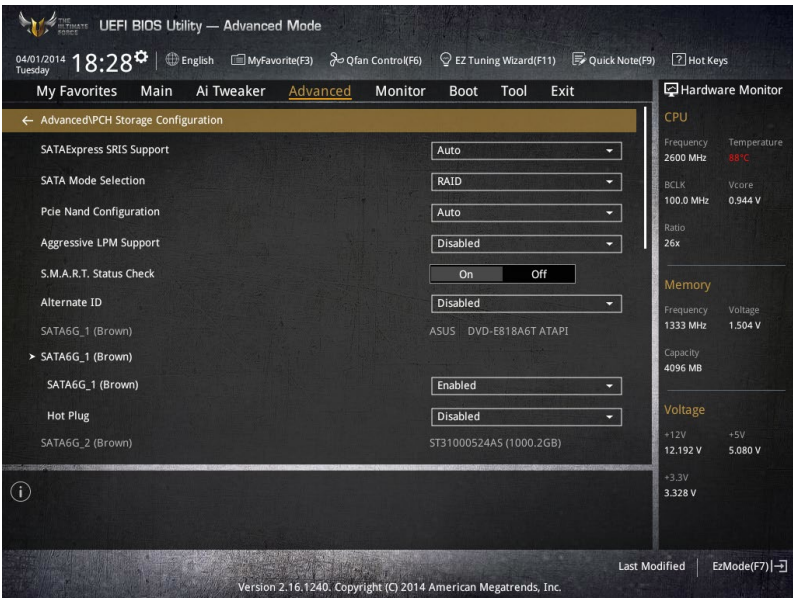 THE ULTIMATE FORCE UEFI BIOS Utility — Advanced Mode
04/01/2014 Tuesday 18:28 English MyFavorite(F3) Qfan Control(F6) EZ Tuning Wizard(F11) Quick Note(F9) ? Hot Keys
My Favorites Main Ai Tweaker Advanced Monitor Boot Tool Exit
Hardware Monitor
← Advanced\PCH Storage Configuration
SATAExpress SRIS Support Auto
SATA Mode Selection RAID
Pcie Nand Configuration Auto
Aggressive LPM Support Disabled
S.M.A.R.T. Status Check On Off
Alternate ID Disabled
SATA6G_1 (Brown) ASUS DVD-E818A6T ATAPI
> SATA6G_1 (Brown)
SATA6G_1 (Brown) Enabled
Hot Plug Disabled
SATA6G_2 (Brown) ST31000524AS (1000.2GB)
CPU
Frequency Temperature
2600 MHz 88°C
BCLK Vcore
100.0 MHz 0.944 V
Ratio
26x
Memory
Frequency Voltage
1333 MHz 1.504 V
Capacity
4096 MB
Voltage
+12V +5V
12.192 V 5.080 V
+3.3V
3.328 V
Last Modified EzMode(F7)
Version 2.16.1240. Copyright (C) 2014 American Megatrends, Inc.